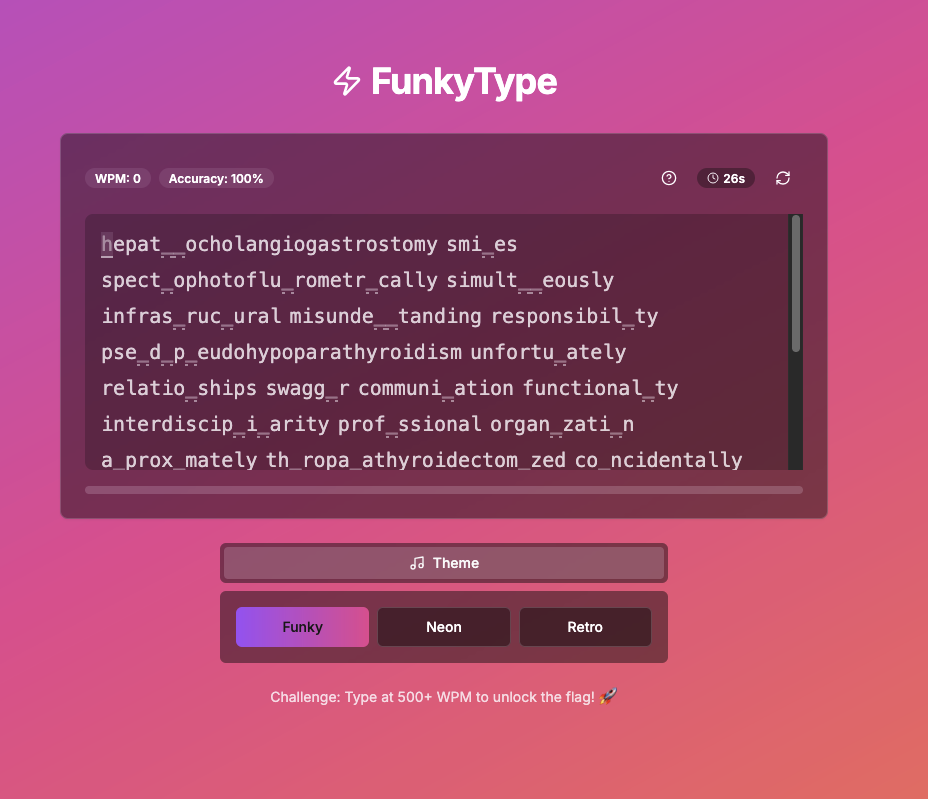 FunkyType
WPM: 0 Accuracy: 100% 26s
hepat__ocholangiogastrostomy smi_es
spect_ophotoflu_rometr_cally simult__eously
infras_ruc_ural misunde__tanding responsibil_ty
pse_d_p_eudohypoparathyroidism unfortu_ately
relatio_ships swagg_r communi_ation functional_ty
interdiscip_i_arity prof_ssional organ_zati_n
a_prox_mately th_ropa_athyroidectom_zed co_ncidentally
Theme
Funky Neon Retro
Challenge: Type at 500+ WPM to unlock the flag! 🚀